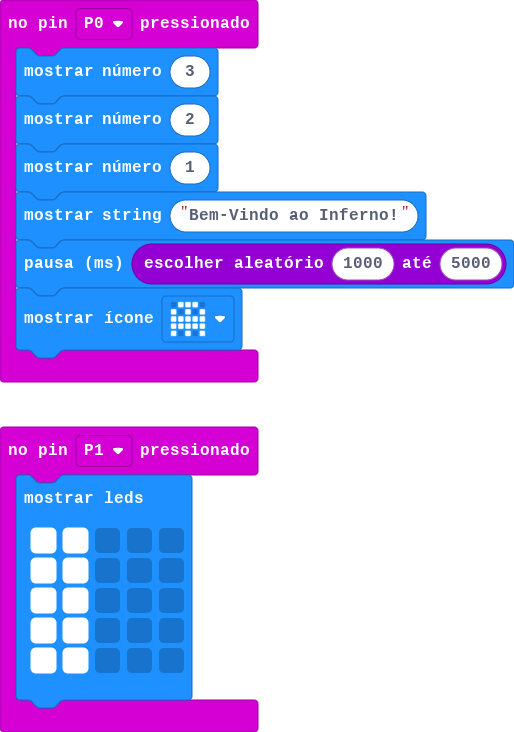 no pin P0 pressionado
mostrar número 3
mostrar número 2
mostrar número 1
mostrar string "Bem-Vindo ao Inferno!"
pausa (ms) escolher aleatório 1000 até 5000
mostrar ícone
no pin P1 pressionado
mostrar leds